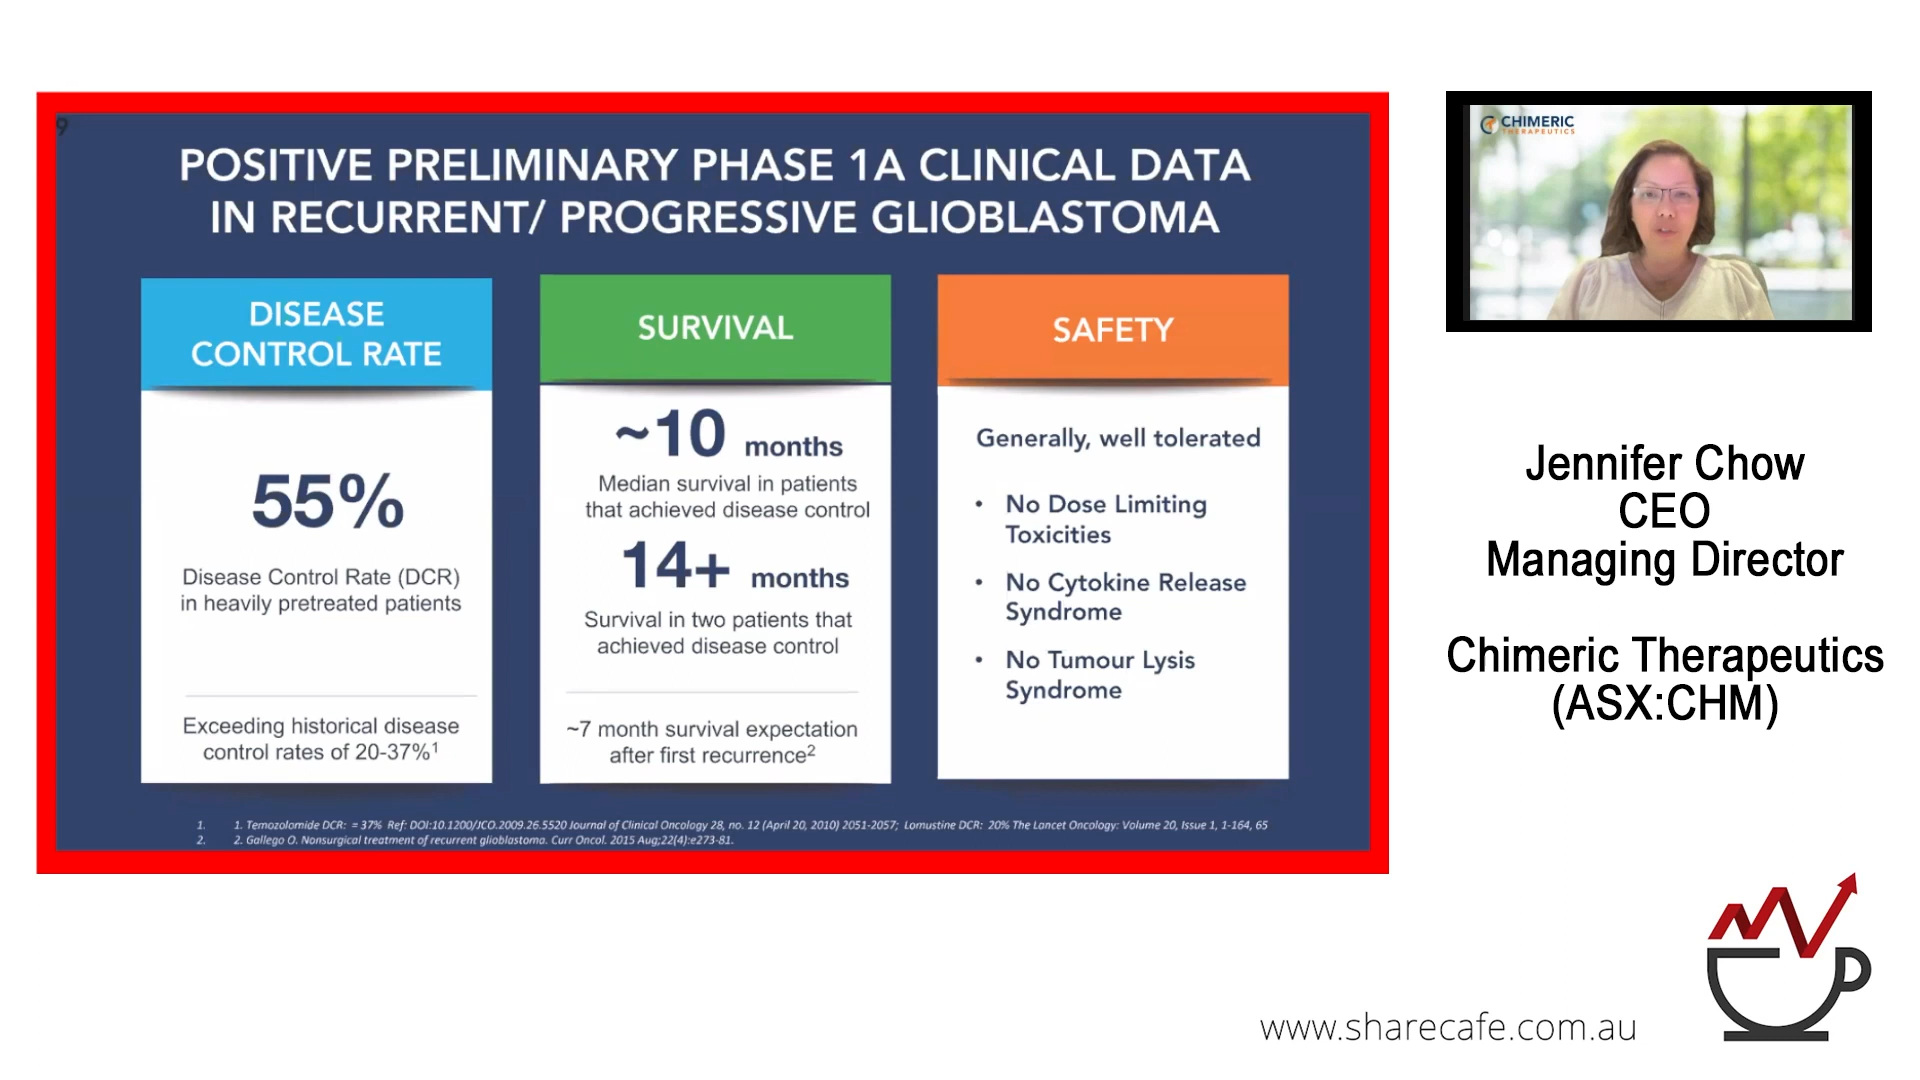 9
POSITIVE PRELIMINARY PHASE 1A CLINICAL DATA
IN RECURRENT/ PROGRESSIVE GLIOBLASTOMA
DISEASE
CONTROL RATE
55%
Disease Control Rate (DCR)
in heavily pretreated patients
Exceeding historical disease
control rates of 20-37%1
SURVIVAL
~10 months
Median survival in patients
that achieved disease control
14+ months
Survival in two patients that
achieved disease control
~7 month survival expectation
after first recurrence2
SAFETY
Generally, well tolerated
• No Dose Limiting
Toxicities
• No Cytokine Release
Syndrome
• No Tumour Lysis
Syndrome
1. 1. Temozolomide DCR: = 37% Ref: DOI:10.1200/JCO.2009.26.5520 Journal of Clinical Oncology 28, no. 12 (April 20, 2010) 2051-2057; Lomustine DCR: 20% The Lancet Oncology: Volume 20, Issue 1, 1-164, 65
2. 2. Gallego O. Nonsurgical treatment of recurrent glioblastoma. Curr Oncol. 2015 Aug;22(4):e273-81.
CHIMERIC
THERAPEUTICS
Jennifer Chow
CEO
Managing Director
Chimeric Therapeutics
(ASX:CHM)
www.sharecafe.com.au